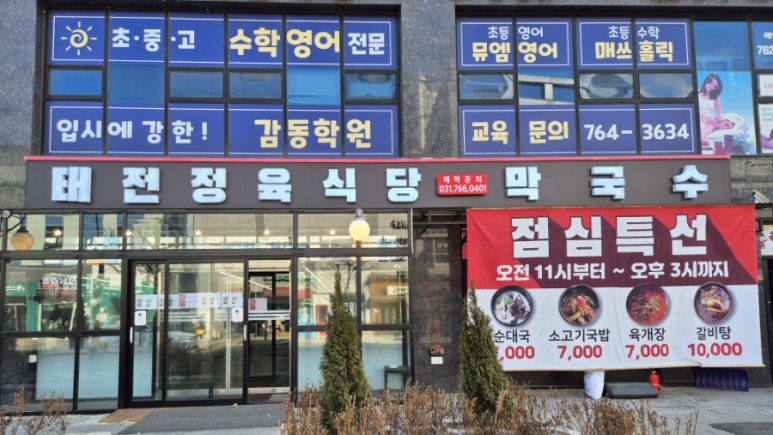 초·중·고 수학 영어 전문
입시에 강한! 감동학원
초등 영어
뮤엠영어
초등 수학
매쓰홀릭
교육 문의 764-3634
태전정육식당
예약문의
031.766.0401
막국수
점심특선
오전 11시부터 ~ 오후 3시까지
순대국
,000
소고기국밥
7,000
육개장
7,000
갈비탕
10,000